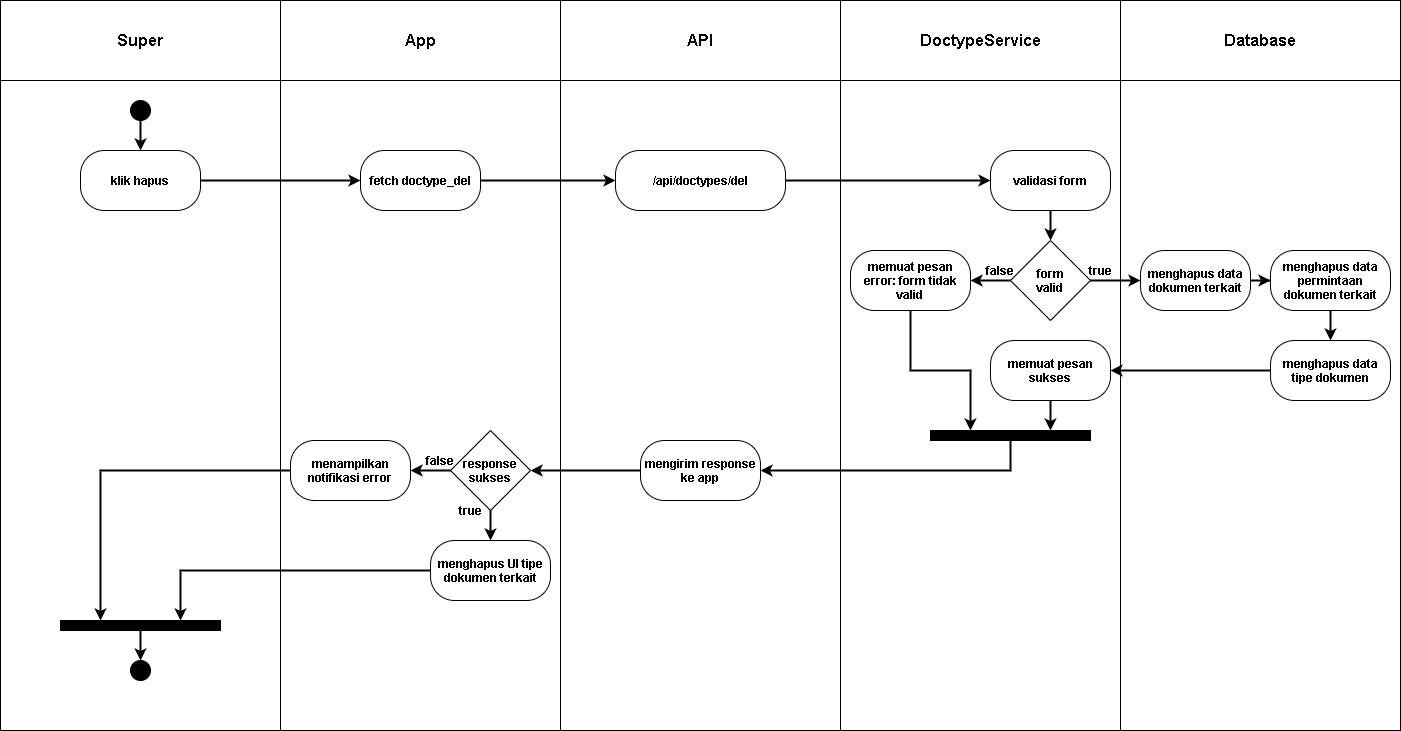 Super
App
API
DoctypeService
Database
klik hapus
fetch doctype_del
/api/doctypes/del
validasi form
memuat pesan
error: form tidak
valid
false
form
valid
true
menghapus data
dokumen terkait
menghapus data
permintaan
dokumen terkait
memuat pesan
sukses
menghapus data
tipe dokumen
menampilkan
notifikasi error
false
response
sukses
true
mengirim response
ke app
menghapus UI tipe
dokumen terkait